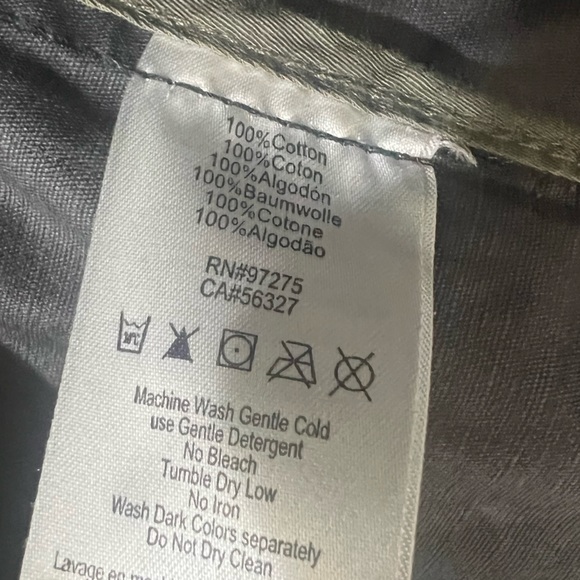 100%Cotton
100%Coton
100%Algodón
100%Baumwolle
100%Cotone
100%Algodão
RN#97275
CA#56327
Machine Wash Gentle Cold
use Gentle Detergent
No Bleach
Tumble Dry Low
No Iron
Wash Dark Colors separately
Do Not Dry Clean
Lavage en